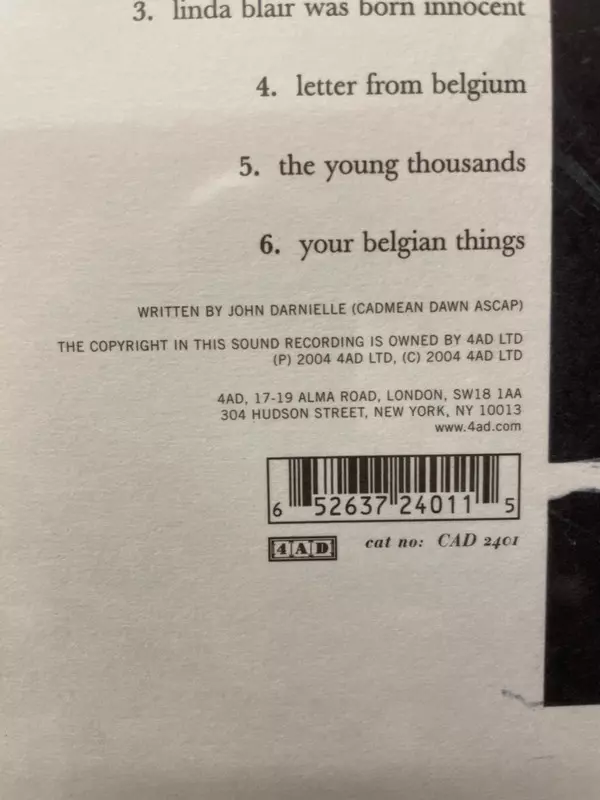 3. linda blair was born innocent
4. letter from belgium
5. the young thousands
6. your belgian things
WRITTEN BY JOHN DARNIELLE (CADMEAN DAWN ASCAP)
THE COPYRIGHT IN THIS SOUND RECORDING IS OWNED BY 4AD LTD
(P) 2004 4AD LTD, (C) 2004 4AD LTD
4AD, 17-19 ALMA ROAD, LONDON, SW18 1AA
304 HUDSON STREET, NEW YORK, NY 10013
www.4ad.com
6 52637 24011 5
4AD cat no: CAD 2401